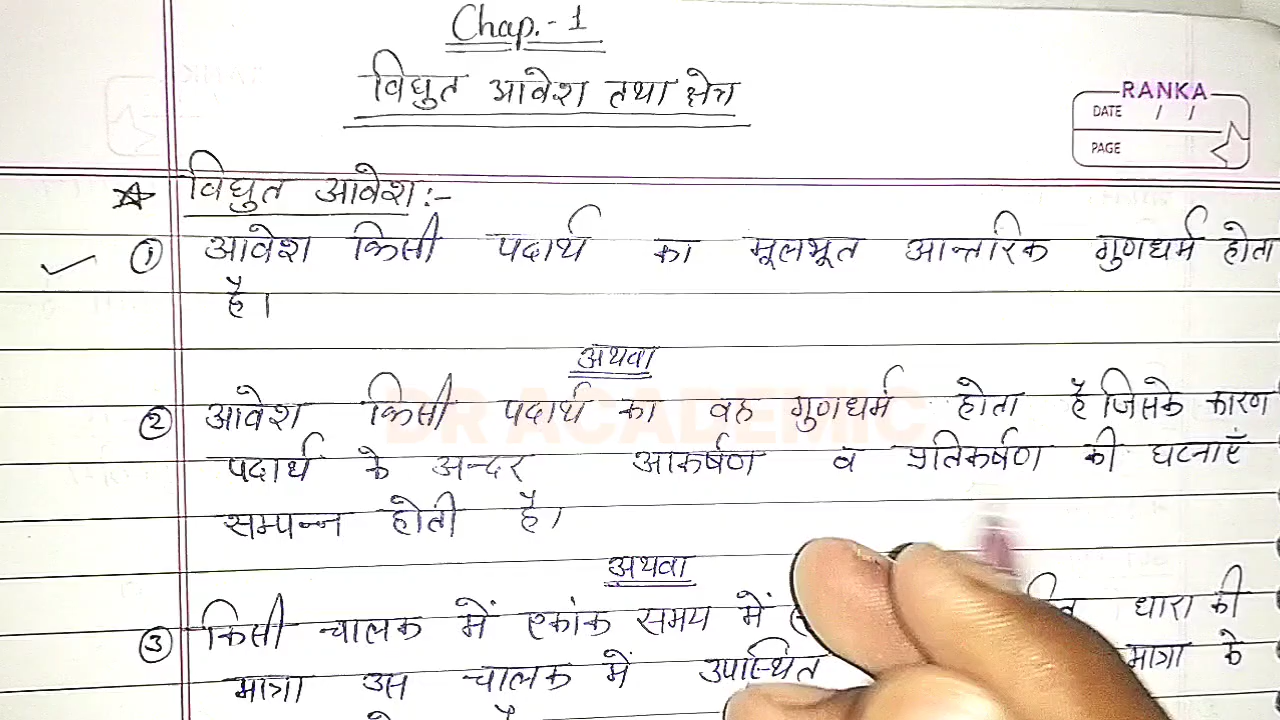 Chap.- 1
विघुत आवेश तथा क्षेत्र
RANKA
DATE / /
PAGE
विघुत आवेश:-
① आवेश किसी पदार्थ का मूलभूत आन्तरिक गुणधर्म होता
है।
अथवा
② आवेश किसी पदार्थ का वह गुणधर्म होता है जिसके कारण
पदार्थ के अन्दर आकर्षण व प्रतिकर्षण की घटनाएँ
सम्पन्न होती है।
DR ACADEMIC
अथवा
③ किसी चालक में एकांक समय में धारा की
मात्रा उस चालक में उपस्थित मात्रा के